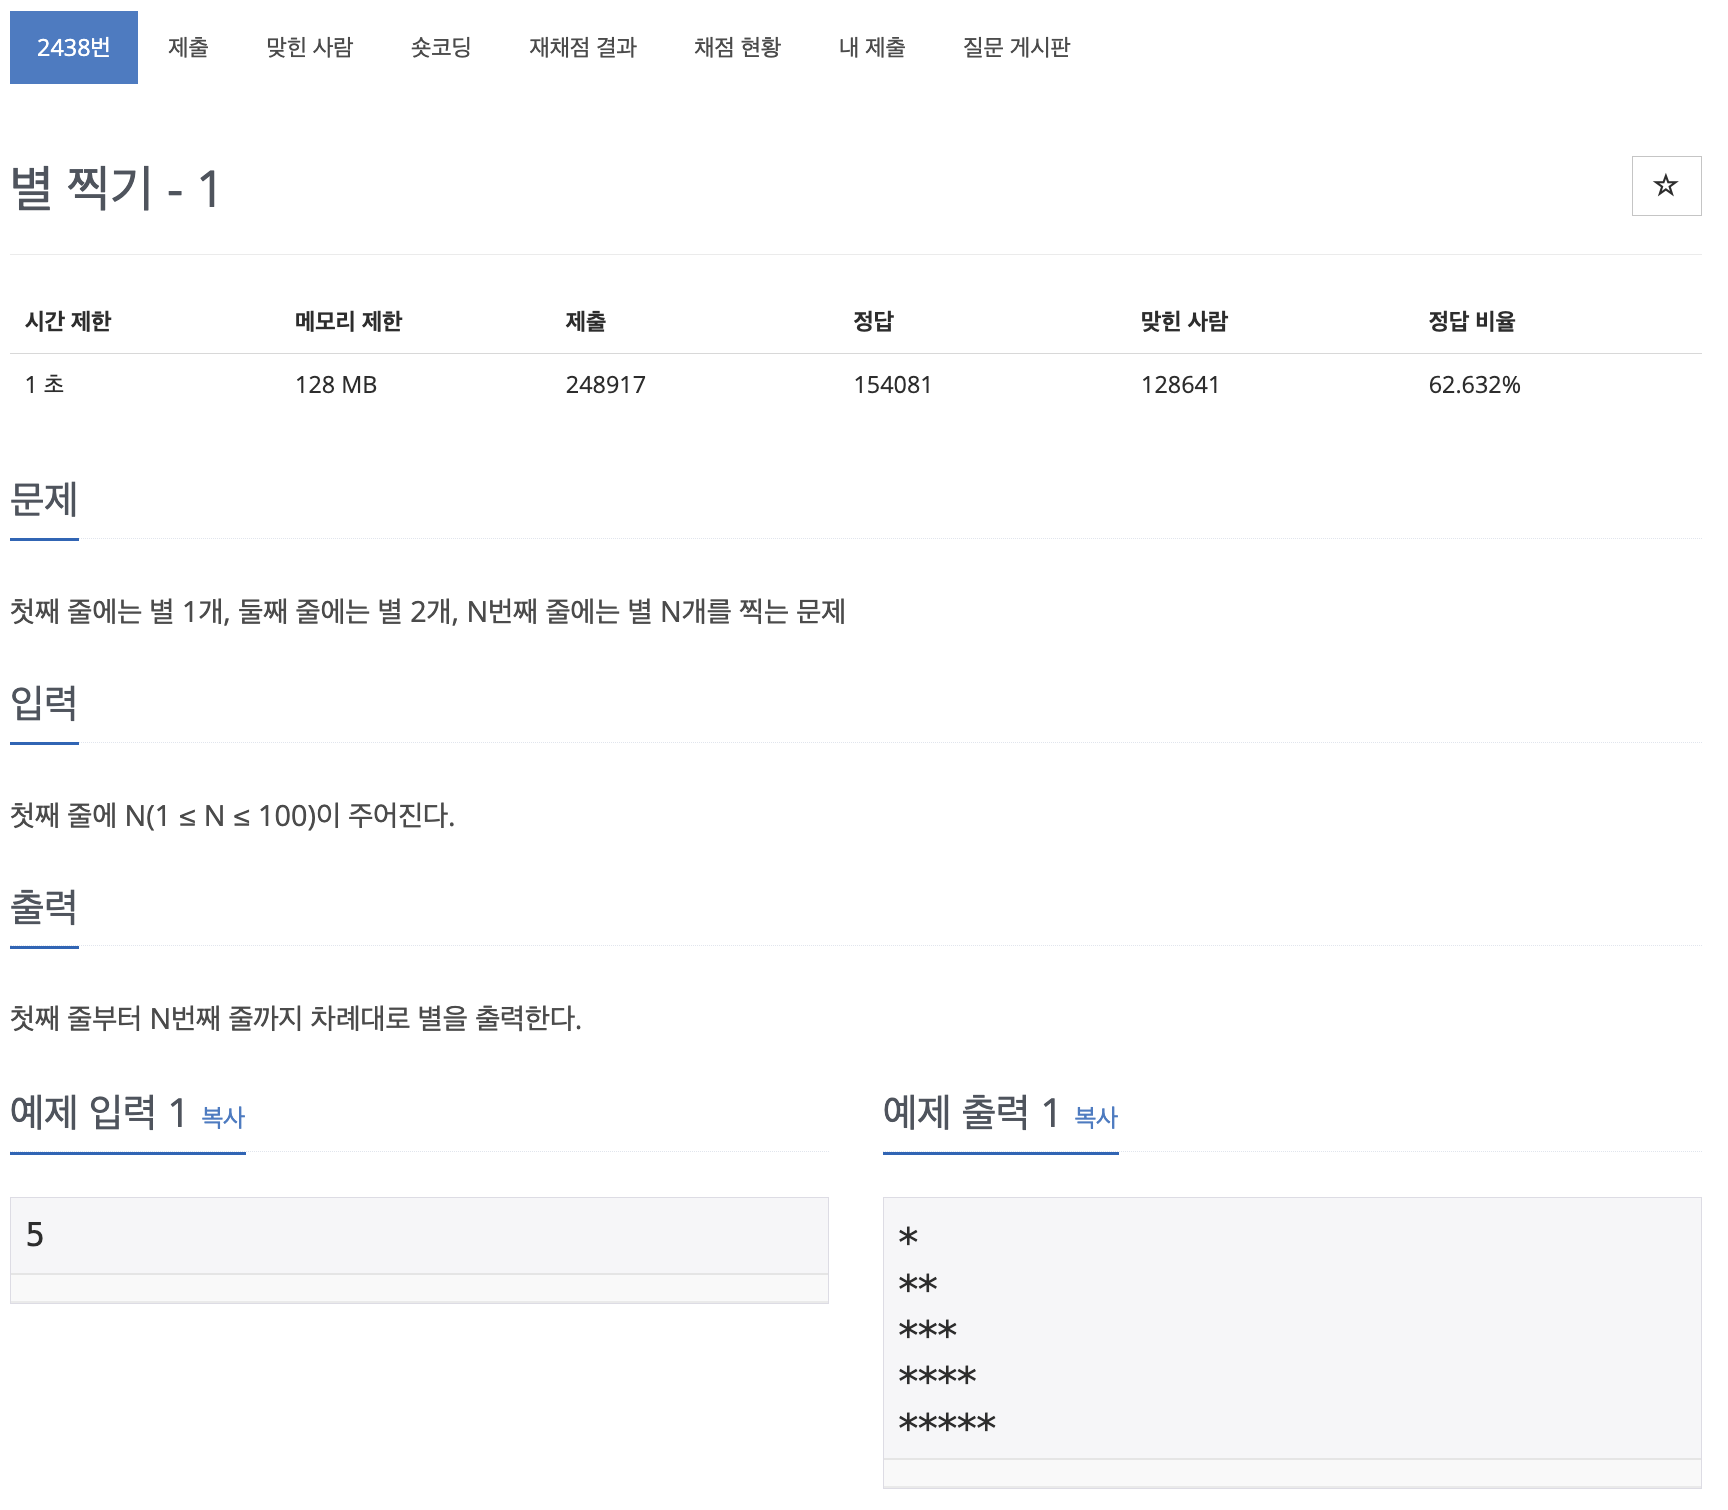 2438번 제출 맞힌 사람 숏코딩 재채점 결과 채점 현황 내 제출 질문 게시판
별 찍기 - 1
시간 제한 메모리 제한 제출 정답 맞힌 사람 정답 비율
1 초 128 MB 248917 154081 128641 62.632%
문제
첫째 줄에는 별 1개, 둘째 줄에는 별 2개, N번째 줄에는 별 N개를 찍는 문제
입력
첫째 줄에 N(1 ≤ N ≤ 100)이 주어진다.
출력
첫째 줄부터 N번째 줄까지 차례대로 별을 출력한다.
예제 입력 1 복사
5
예제 출력 1 복사
*
**
***
****
*****